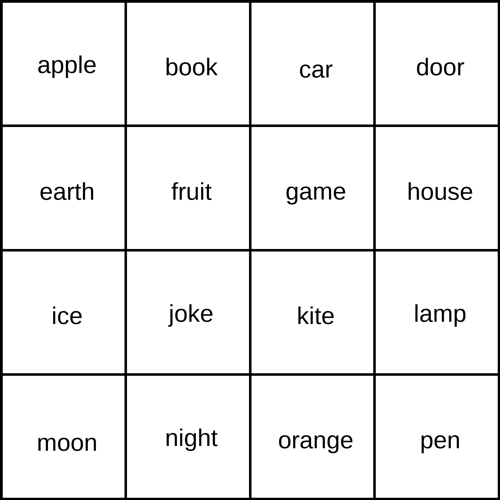 apple book car door
earth fruit game house
ice joke kite lamp
moon night orange pen